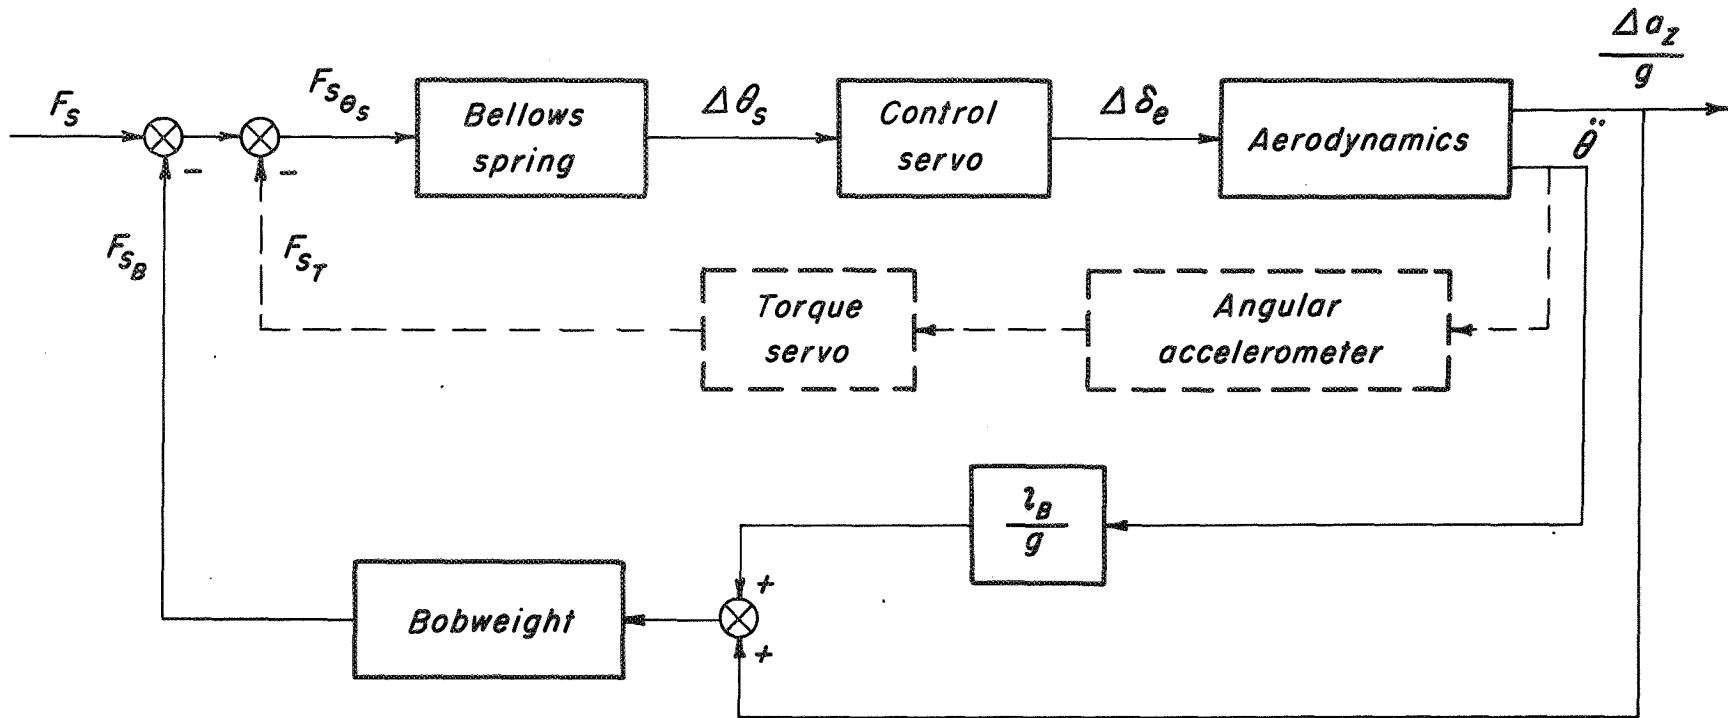 Δa_z
g
F_s
F_{s_{θ_s}}
Bellows
spring
Δθ_s
Control
servo
Δδ_e
Aerodynamics
θ̈
−
−
F_{s_B}
F_{s_T}
Torque
servo
Angular
accelerometer
l_B
g
+
Bobweight
+